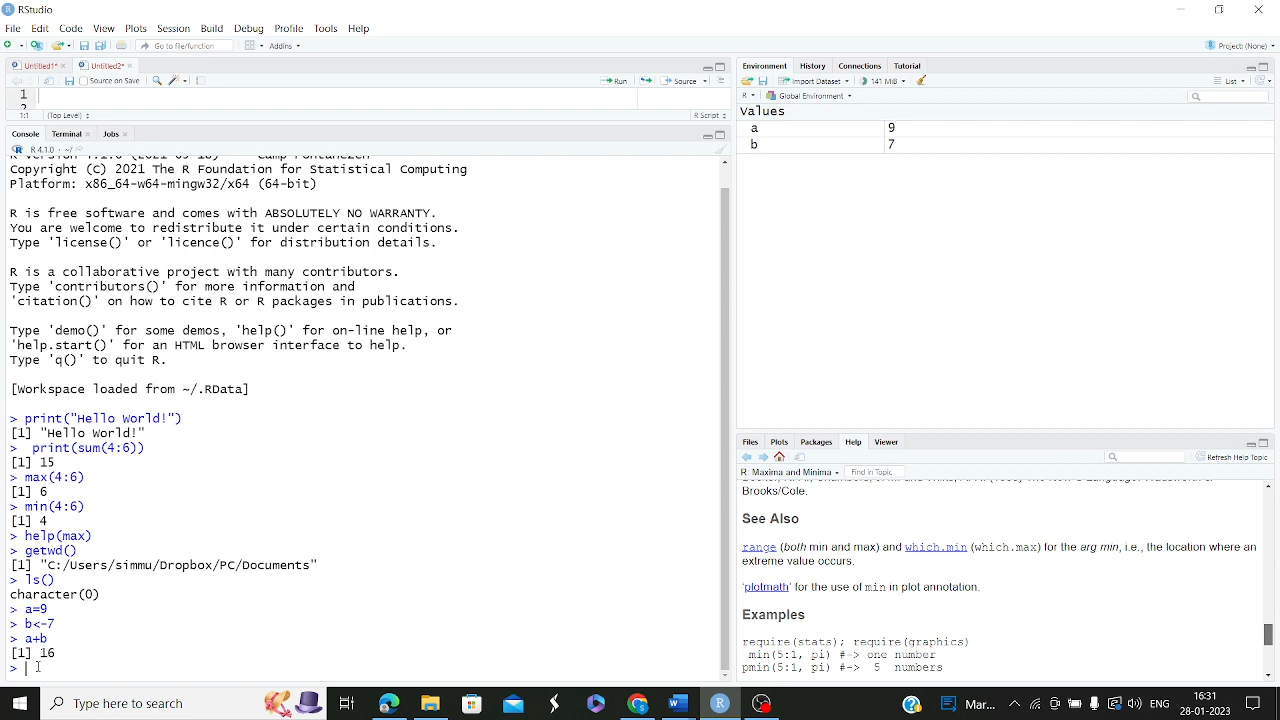 RStudio
File Edit Code View Plots Session Build Debug Profile Tools Help
Go to file/function
Addins
Project: (None)
Untitled1*
Untitled2*
Source on Save
Run
Source
1
2
1:1
(Top Level)
R Script
Console
Terminal
Jobs
R 4.1.0 · ~/
Copyright (C) 2021 The R Foundation for Statistical Computing
Platform: x86_64-w64-mingw32/x64 (64-bit)
R is free software and comes with ABSOLUTELY NO WARRANTY.
You are welcome to redistribute it under certain conditions.
Type 'license()' or 'licence()' for distribution details.
R is a collaborative project with many contributors.
Type 'contributors()' for more information and
'citation()' on how to cite R or R packages in publications.
Type 'demo()' for some demos, 'help()' for on-line help, or
'help.start()' for an HTML browser interface to help.
Type 'q()' to quit R.
[Workspace loaded from ~/.RData]
> print("Hello World!")
[1] "Hello World!"
>  print(sum(4:6))
[1] 15
> max(4:6)
[1] 6
> min(4:6)
[1] 4
> help(max)
> getwd()
[1] "C:/Users/simmu/Dropbox/PC/Documents"
> ls()
character(0)
> a=9
> b<-7
> a+b
[1] 16
>
Environment History Connections Tutorial
Import Dataset
141 MiB
List
R
Global Environment
Values
a 9
b 7
Files Plots Packages Help Viewer
Refresh Help Topic
R: Maxima and Minima
Find in Topic
Brooks/Cole.
See Also
range (both min and max) and which.min (which.max) for the arg min, i.e., the location where an
extreme value occurs.
'plotmath' for the use of min in plot annotation.
Examples
require(stats); require(graphics)
min(5:1, pi) #-> one number
pmin(5:1, pi) #-> 5 numbers
Type here to search
Mar...
ENG
16:31
28-01-2023